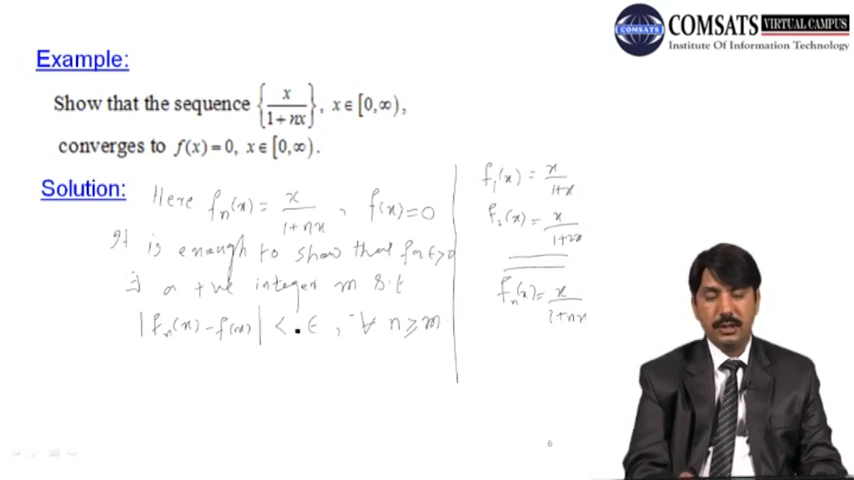 COMSATS VIRTUAL CAMPUS
Institute Of Information Technology
COMSATS
Example:
Show that the sequence {x/(1+nx)}, x∈[0,∞),
converges to f(x)=0, x∈[0,∞).
Solution:
Here fn(x) = x/(1+nx), f(x)=0
It is enough to show that for ϵ>0
∃ a +ve integer m s.t
|fn(x)-f(x)| < ϵ, ∀ n≥m.
f1(x) = x/(1+x)
f2(x) = x/(1+2x)
fn(x) = x/(1+nx)
6